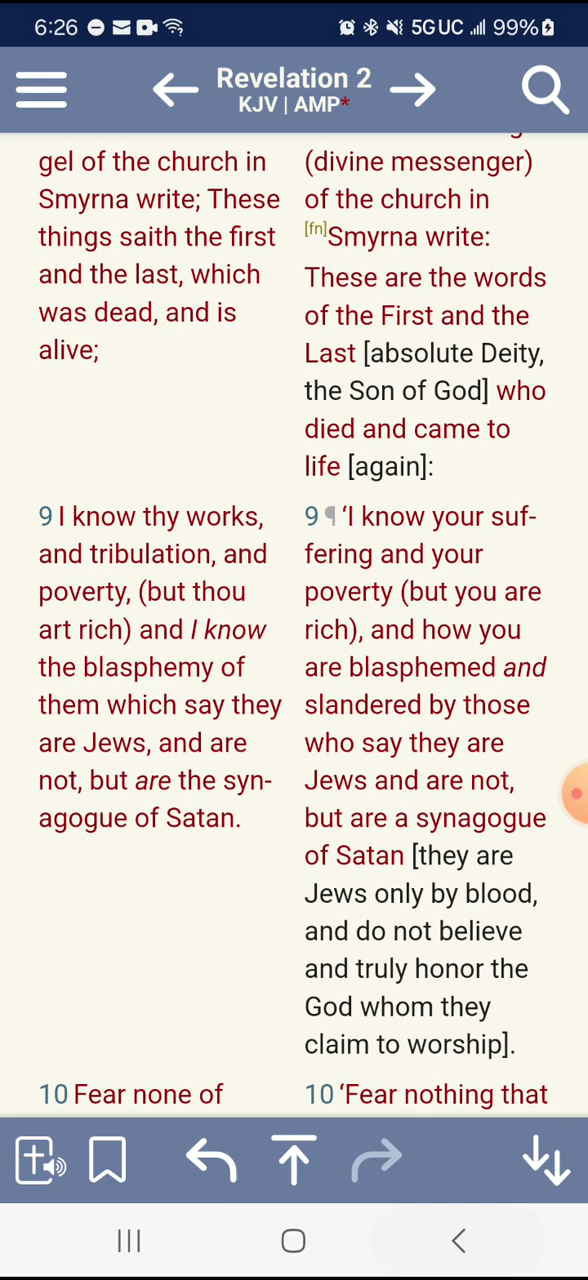 6:26
5GUC 99%
Revelation 2
KJV | AMP*
gel of the church in
Smyrna write; These
things saith the first
and the last, which
was dead, and is
alive;
9 I know thy works,
and tribulation, and
poverty, (but thou
art rich) and I know
the blasphemy of
them which say they
are Jews, and are
not, but are the syn-
agogue of Satan.
10 Fear none of
(divine messenger)
of the church in
[fn]Smyrna write:
These are the words
of the First and the
Last [absolute Deity,
the Son of God] who
died and came to
life [again]:
9 ¶ ‘I know your suf-
fering and your
poverty (but you are
rich), and how you
are blasphemed and
slandered by those
who say they are
Jews and are not,
but are a synagogue
of Satan [they are
Jews only by blood,
and do not believe
and truly honor the
God whom they
claim to worship].
10 ‘Fear nothing that